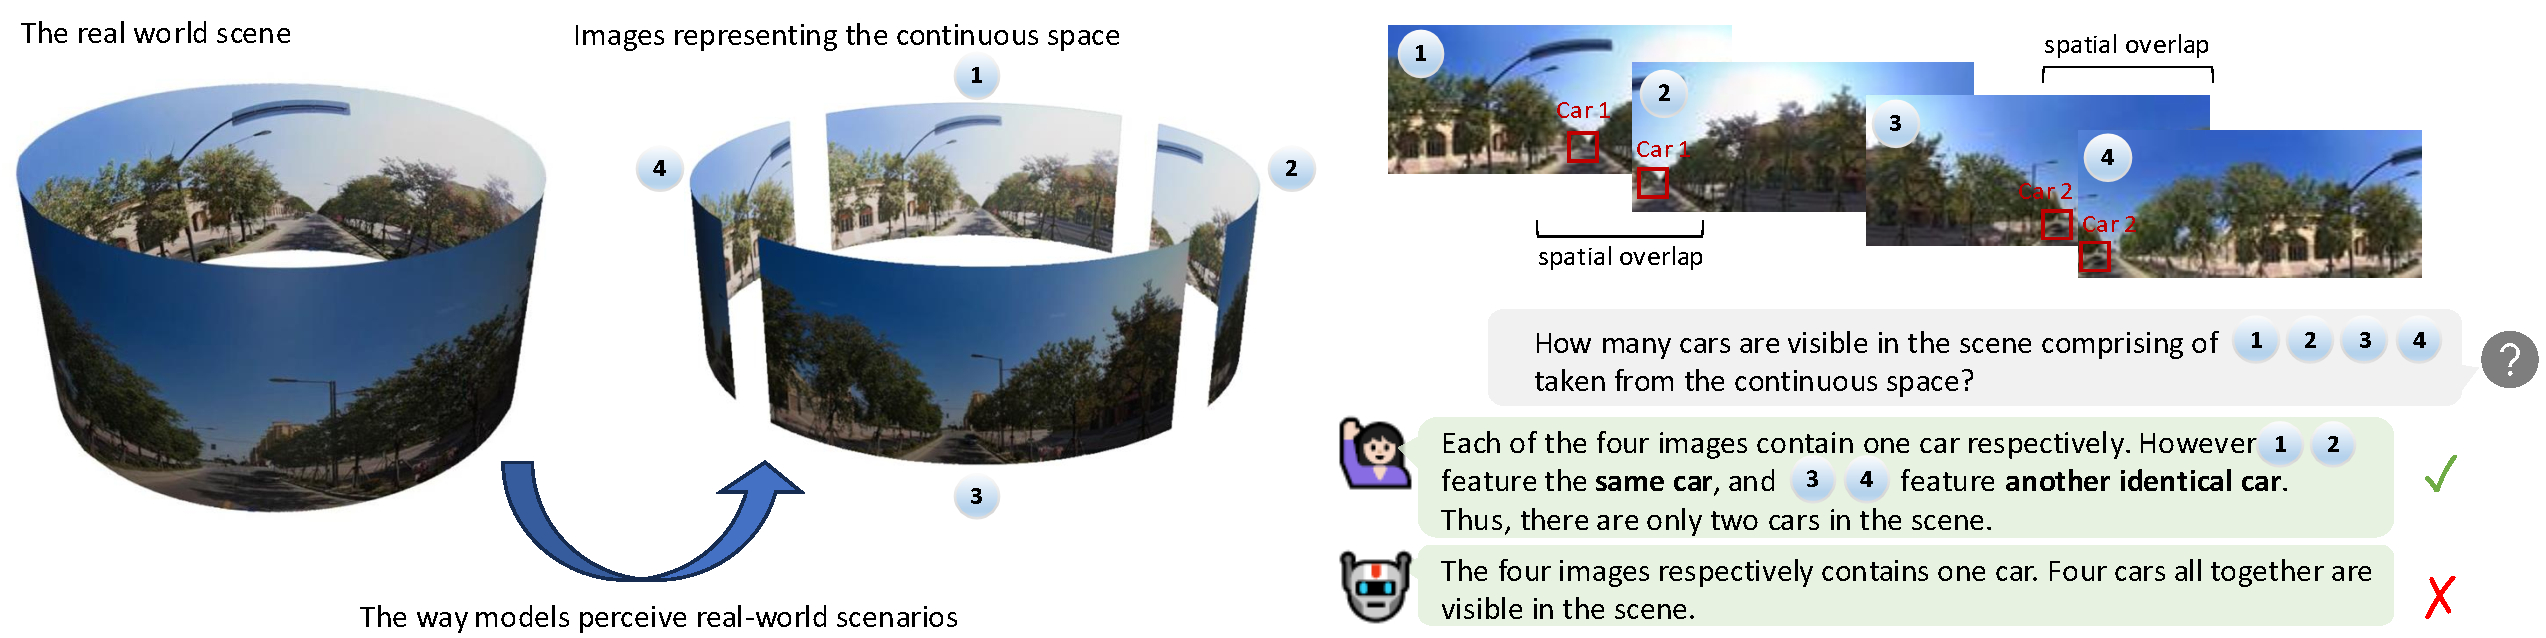 The real world scene
Images representing the continuous space
1
4
2
3
The way models perceive real-world scenarios
1
Car 1
2
Car 1
spatial overlap
spatial overlap
3
Car 2
4
Car 2
How many cars are visible in the scene comprising of 1 2 3 4
taken from the continuous space?
?
Each of the four images contain one car respectively. However 1 2
feature the same car, and 3 4 feature another identical car.
Thus, there are only two cars in the scene.
✓
The four images respectively contains one car. Four cars all together are
visible in the scene.
✗